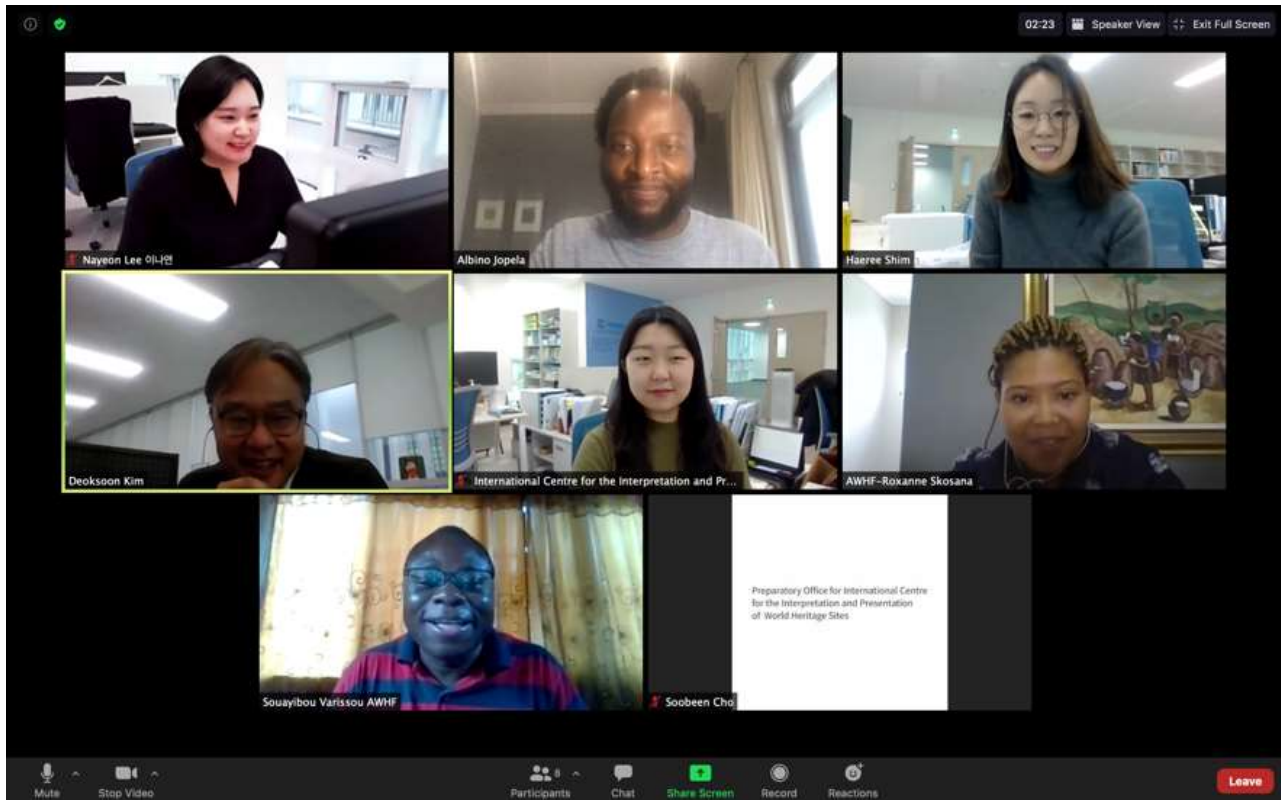 02:23 Speaker View Exit Full Screen
Nayeon Lee 이나연
Albino Jopela
Haeree Shim
Deoksoon Kim
International Centre for the Interpretation and Pr...
AWHF-Roxanne Skosana
Souayibou Varissou AWHF
Soobeen Cho
Preparatory Office for International Centre
for the Interpretation and Presentation
of World Heritage Sites
Mute
Stop Video
8
Participants
Chat
Share Screen
Record
Reactions
Leave